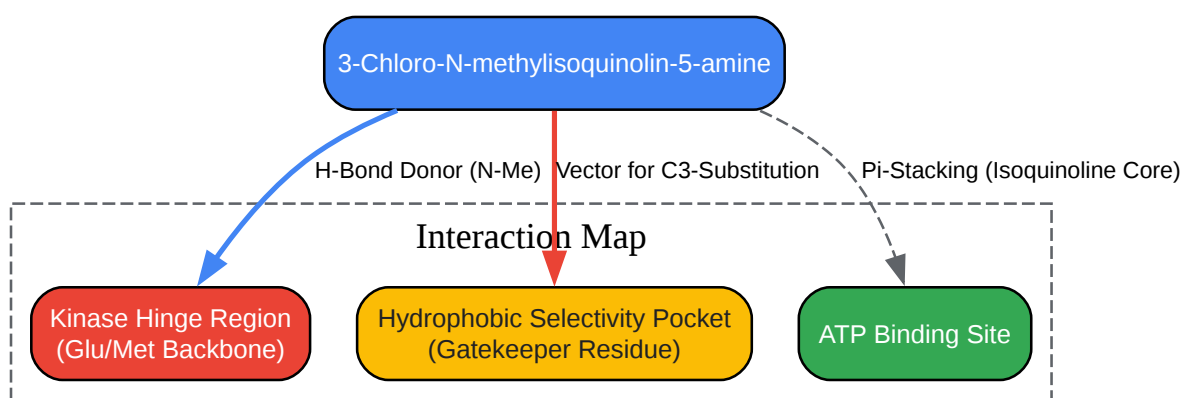 3-Chloro-N-methylisoquinolin-5-amine
H-Bond Donor (N-Me)
Vector for C3-Substitution
Pi-Stacking (Isoquinoline Core)
Interaction Map
Kinase Hinge Region
(Glu/Met Backbone)
Hydrophobic Selectivity Pocket
(Gatekeeper Residue)
ATP Binding Site